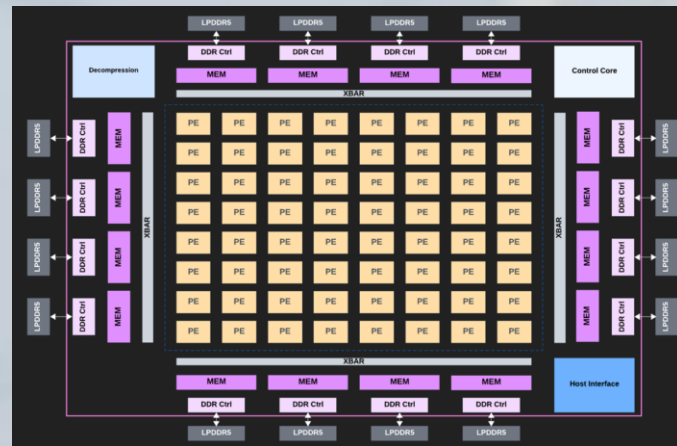 LPDDR5 LPDDR5 LPDDR5 LPDDR5
DDR Ctrl DDR Ctrl DDR Ctrl DDR Ctrl
Decompression MEM MEM MEM MEM Control Core
XBAR
LPDDR5 DDR Ctrl MEM XBAR XBAR MEM DDR Ctrl LPDDR5
LPDDR5 DDR Ctrl MEM MEM DDR Ctrl LPDDR5
LPDDR5 DDR Ctrl MEM MEM DDR Ctrl LPDDR5
LPDDR5 DDR Ctrl MEM MEM DDR Ctrl LPDDR5
PE PE PE PE PE PE PE PE
PE PE PE PE PE PE PE PE
PE PE PE PE PE PE PE PE
PE PE PE PE PE PE PE PE
PE PE PE PE PE PE PE PE
PE PE PE PE PE PE PE PE
PE PE PE PE PE PE PE PE
PE PE PE PE PE PE PE PE
XBAR
MEM MEM MEM MEM Host Interface
DDR Ctrl DDR Ctrl DDR Ctrl DDR Ctrl
LPDDR5 LPDDR5 LPDDR5 LPDDR5